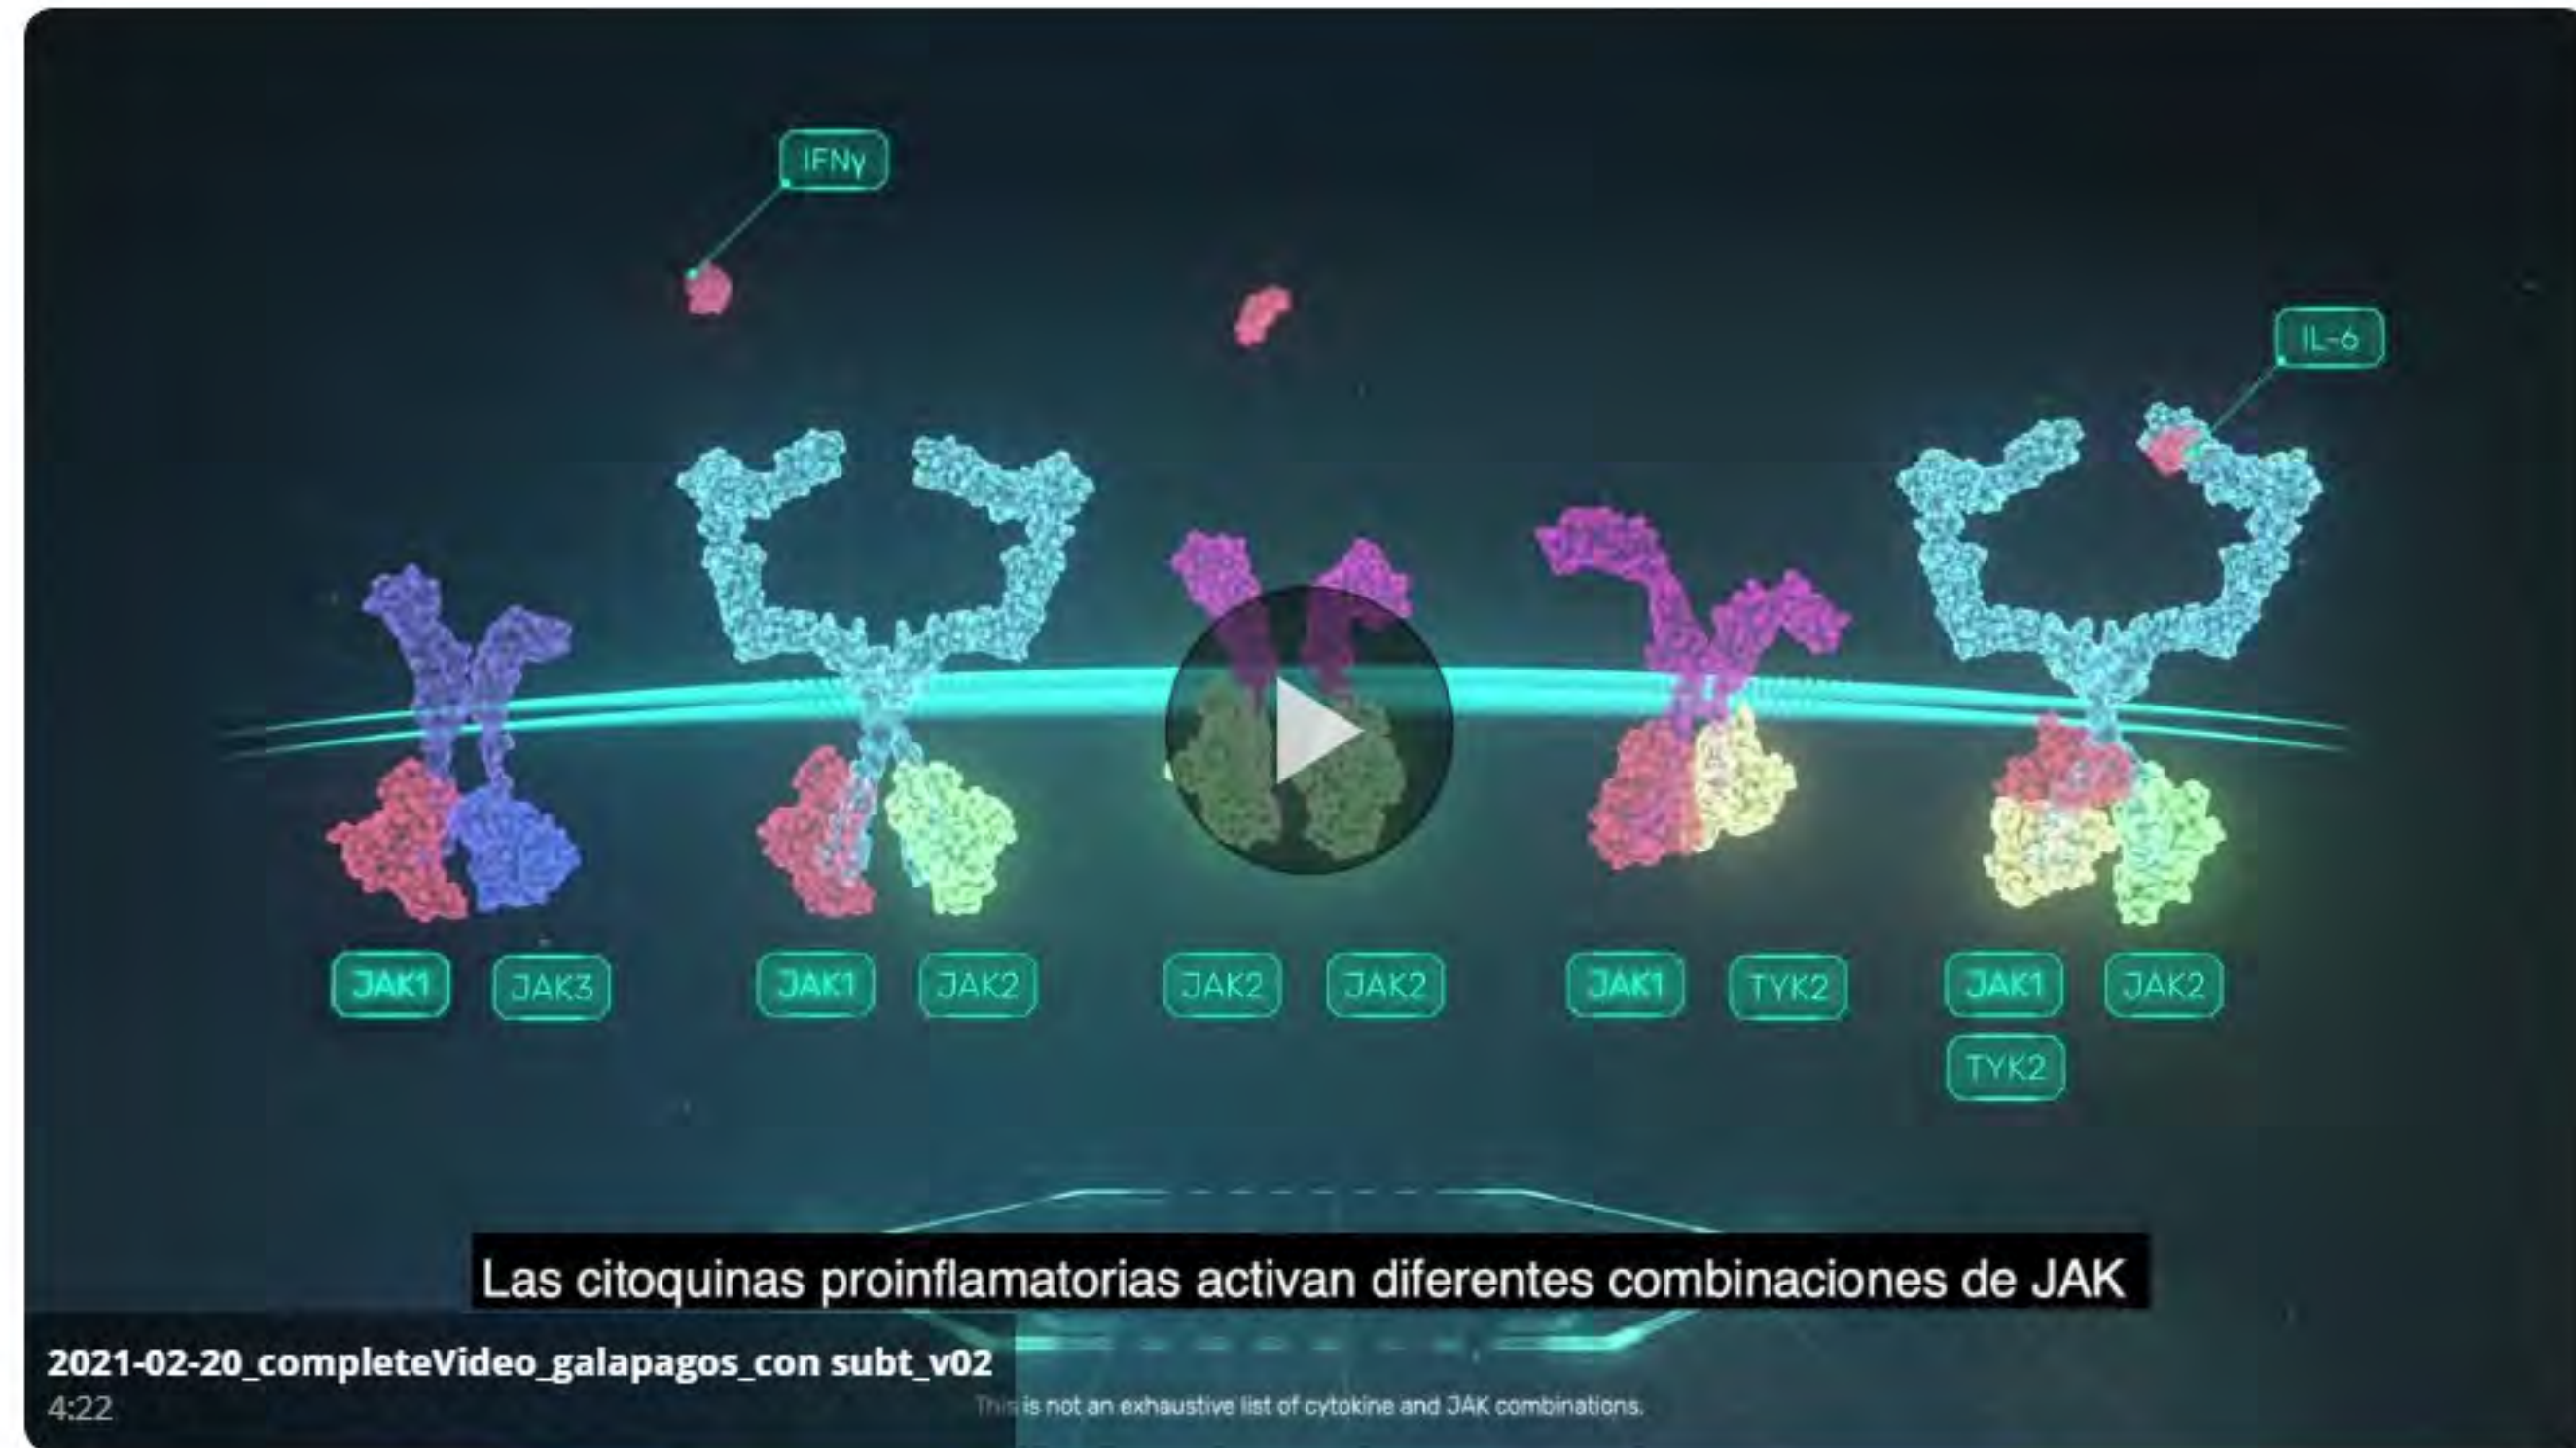 IFNγ
IL-6
JAK1 JAK3 JAK1 JAK2 JAK2 JAK2 JAK1 TYK2 JAK1 JAK2
TYK2
Las citoquinas proinflamatorias activan diferentes combinaciones de JAK
2021-02-20_completeVideo_galapagos_con subt_v02
4:22
This is not an exhaustive list of cytokine and JAK combinations.